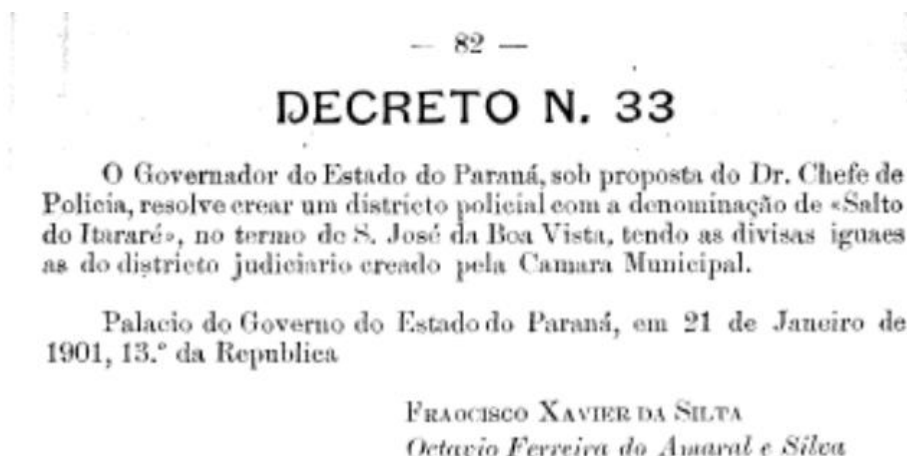 — 82 —
DECRETO N. 33
O Governador do Estado do Paraná, sob proposta do Dr. Chefe de
Policia, resolve crear um districto policial com a denominação de «Salto
do Itararé», no termo de S. José da Boa Vista, tendo as divisas iguaes
as do districto judiciario creado pela Camara Municipal.
Palacio do Governo do Estado do Paraná, em 21 de Janeiro de
1901, 13.º da Republica
FRAOCISCO XAVIER DA SILTA
Octavio Ferreira do Amaral e Silva